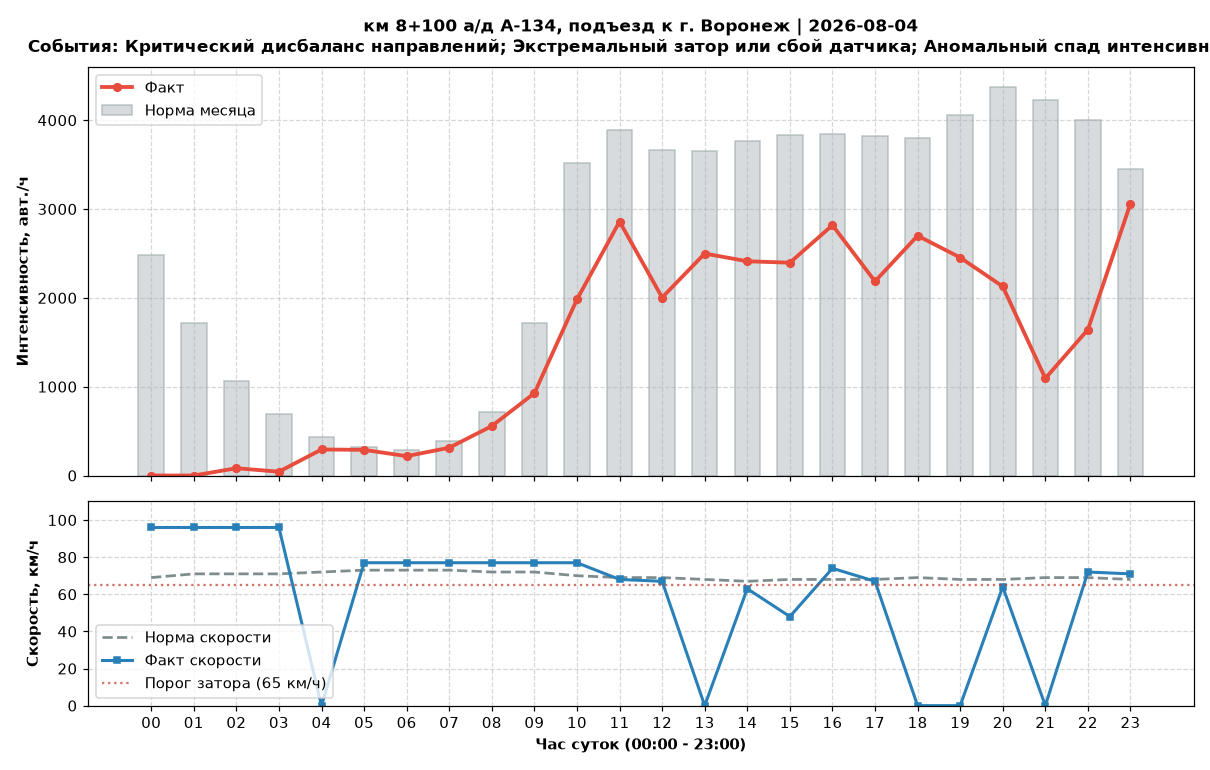 км 8+100 а/д А-134, подъезд к г. Воронеж | 2026-08-04
События: Критический дисбаланс направлений; Экстремальный затор или сбой датчика; Аномальный спад интенсивн
Факт
Норма месяца
Интенсивность, авт./ч
4000
3000
2000
1000
0
Скорость, км/ч
100
80
60
40
20
0
Норма скорости
Факт скорости
Порог затора (65 км/ч)
00 01 02 03 04 05 06 07 08 09 10 11 12 13 14 15 16 17 18 19 20 21 22 23
Час суток (00:00 - 23:00)